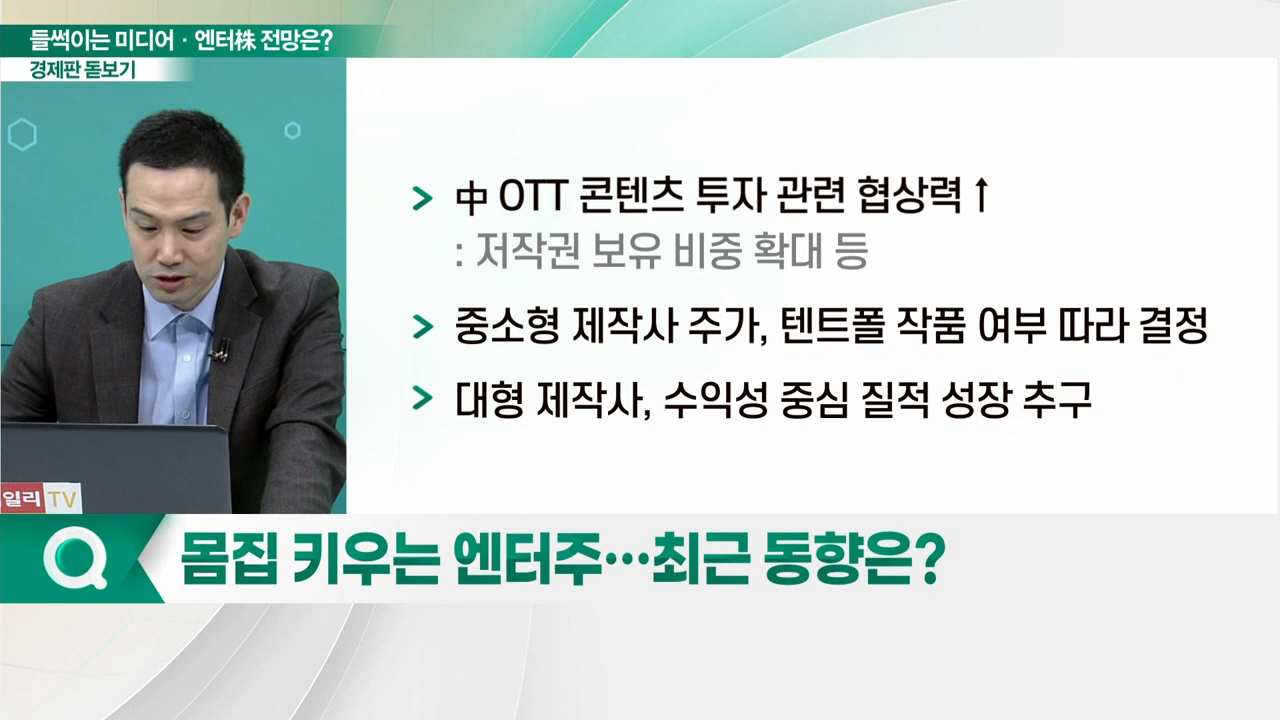 들썩이는 미디어·엔터株 전망은?
경제판 돋보기
> 中 OTT 콘텐츠 투자 관련 협상력↑
: 저작권 보유 비중 확대 등
> 중소형 제작사 주가, 텐트폴 작품 여부 따라 결정
> 대형 제작사, 수익성 중심 질적 성장 추구
일리 TV
Q 몸집 키우는 엔터주…최근 동향은?